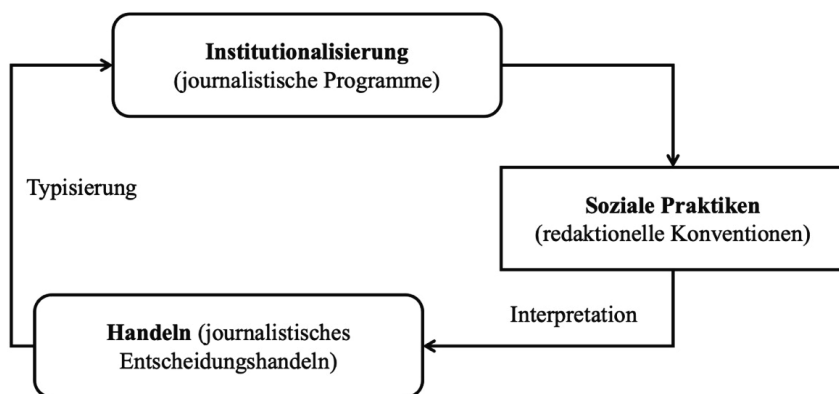 Institutionalisierung
(journalistische Programme)
Typisierung
Soziale Praktiken
(redaktionelle Konventionen)
Interpretation
Handeln (journalistisches
Entscheidungshandeln)